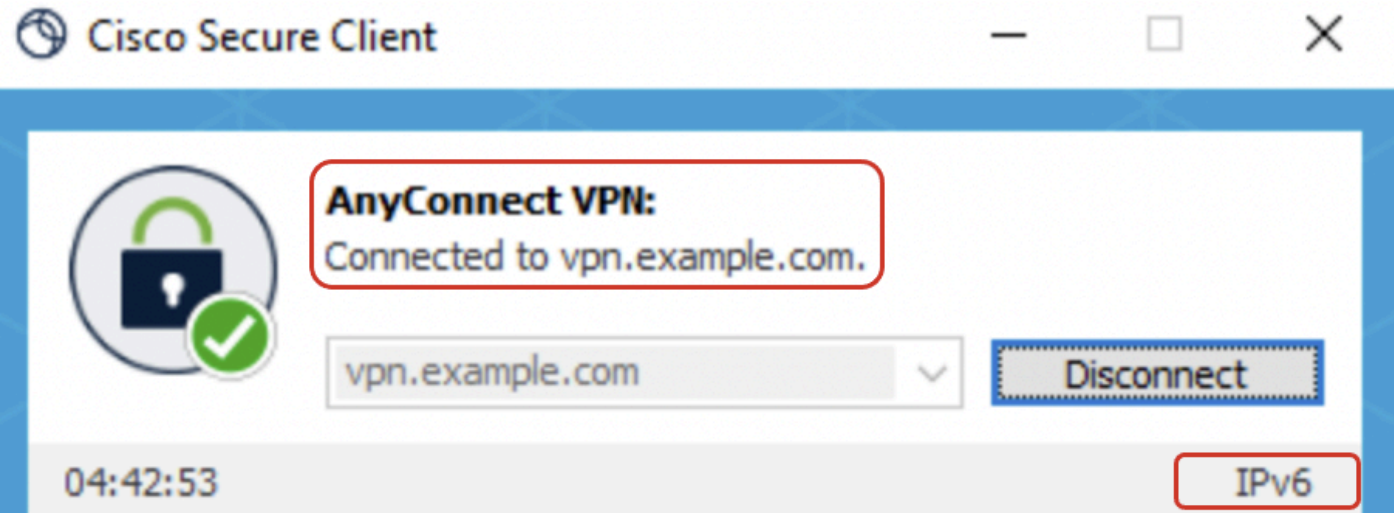 Cisco Secure Client
AnyConnect VPN:
Connected to vpn.example.com.
vpn.example.com
Disconnect
04:42:53
IPv6